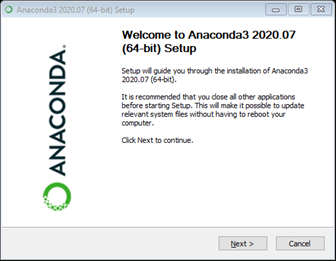 Anaconda3 2020.07 (64-bit) Setup
ANACONDA.
Welcome to Anaconda3 2020.07
(64-bit) Setup
Setup will guide you through the installation of Anaconda3
2020.07 (64-bit).
It is recommended that you close all other applications
before starting Setup. This will make it possible to update
relevant system files without having to reboot your
computer.
Click Next to continue.
Next >
Cancel